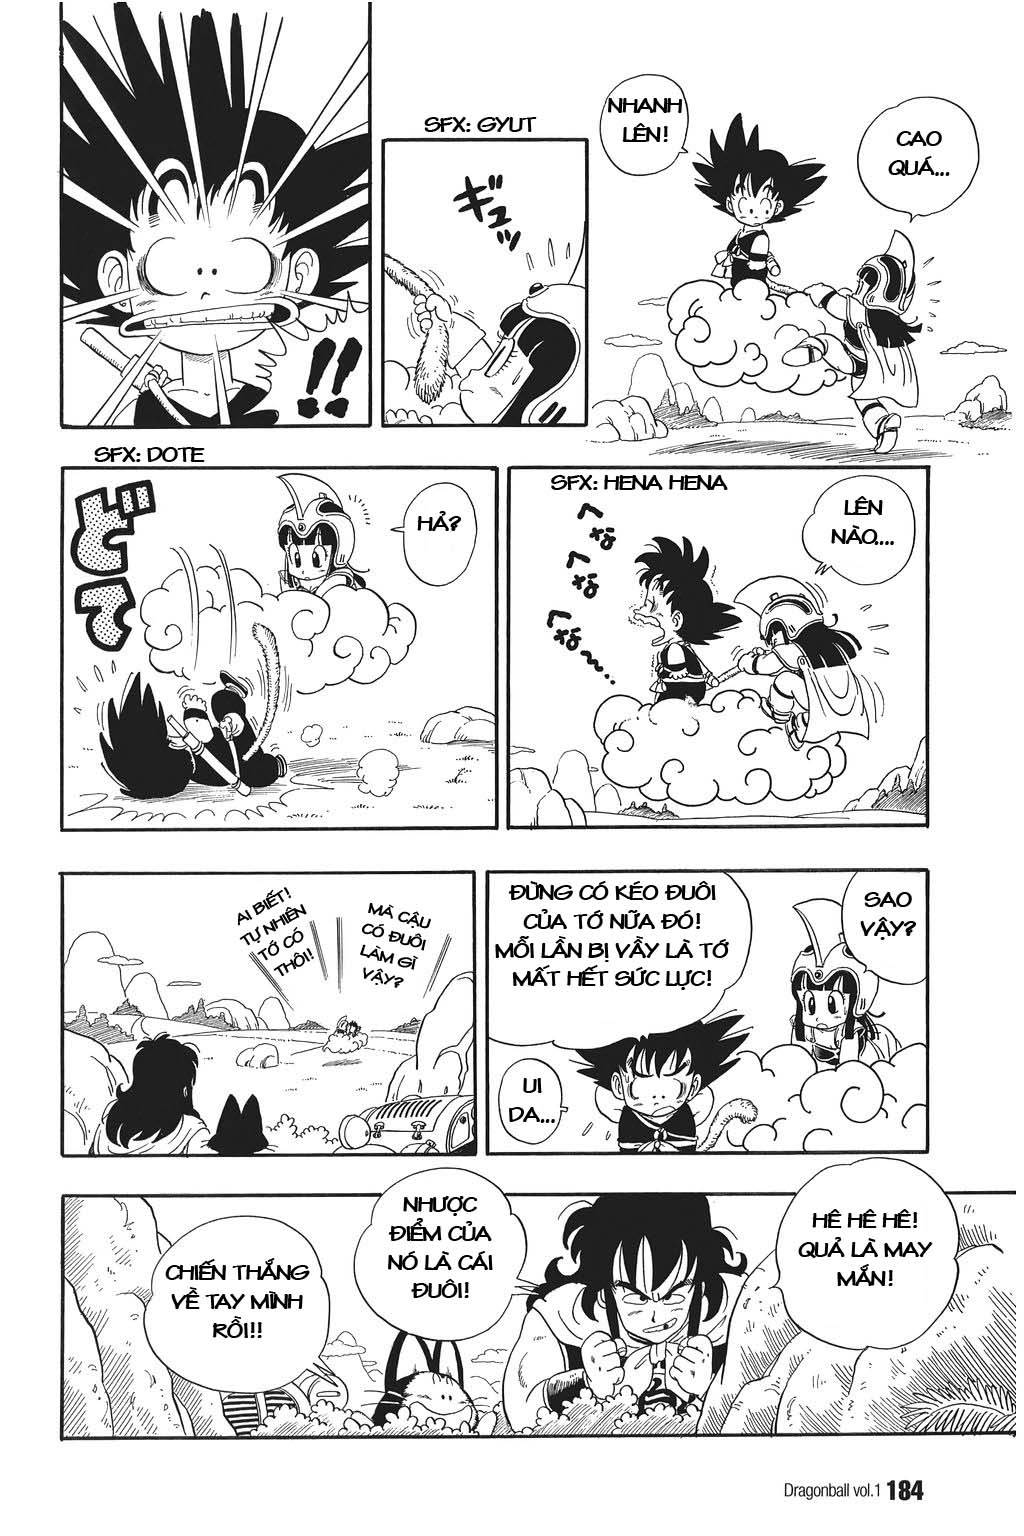 CAO
QUÁ...
NHANH
LÊN!
SFX: GYUT
ギュッ
!!
SFX: HENA HENA
LÊN
NÀO....
へなへな
へな〜
SFX: DOTE
HẢ?
どて
SAO
VẬY?
ĐỪNG CÓ KÉO ĐUÔI
CỦA TỚ NỮA ĐÓ!
MỖI LẦN BỊ VẦY LÀ TỚ
MẤT HẾT SỨC LỰC!
UI
DA...
MÀ CẬU
CÓ ĐUÔI
LÀM GÌ
VẬY?
AI BIẾT!
TỰ NHIÊN
TỚ CÓ
THÔI!
HÊ HÊ HÊ!
QUẢ LÀ MAY
MẮN!
NHƯỢC
ĐIỂM CỦA
NÓ LÀ CÁI
ĐUÔI!
CHIẾN THẮNG
VỀ TAY MÌNH
RỒI!!
Dragonball vol.1 184